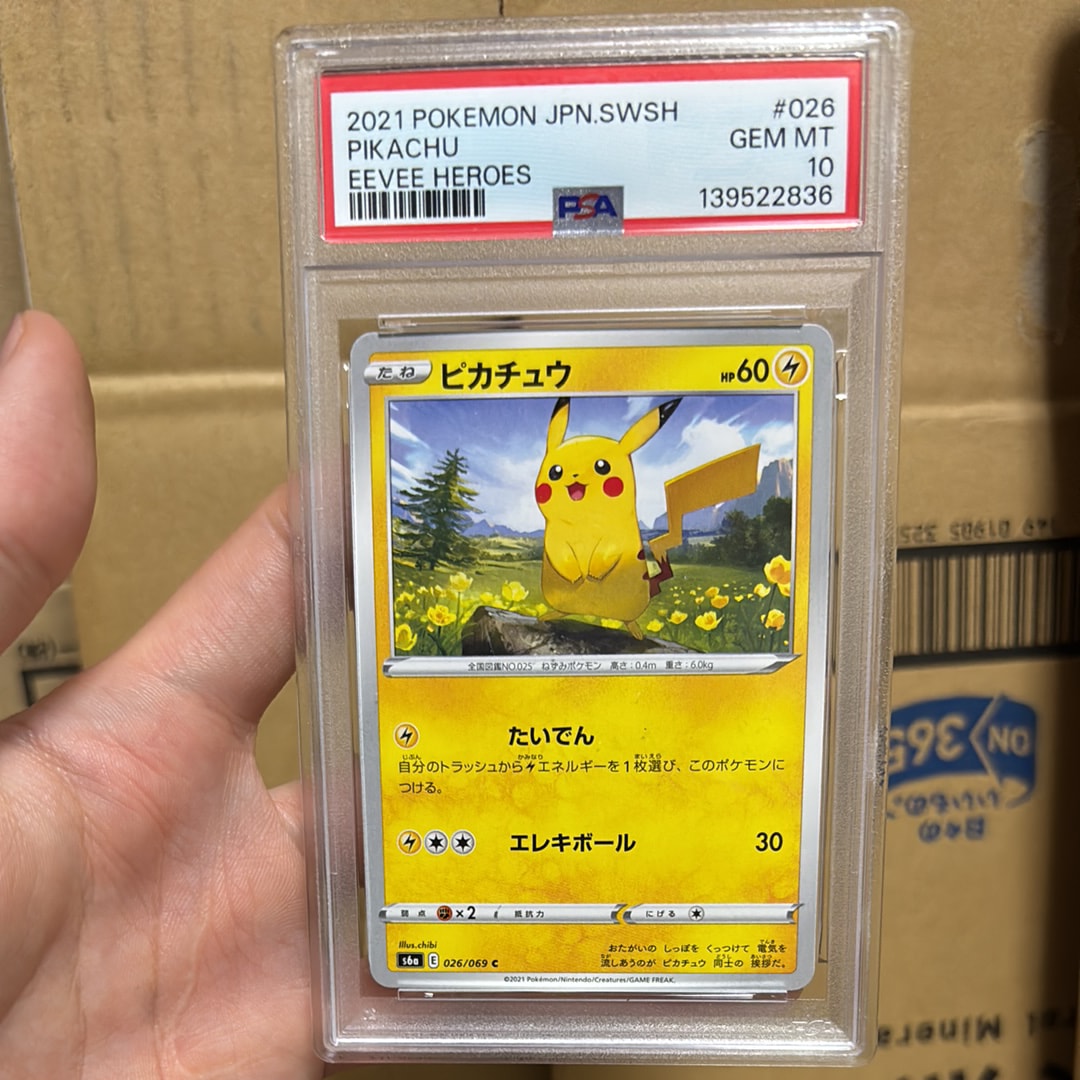 2021 POKEMON JPN.SWSH #026
PIKACHU GEM MT
EEVEE HEROES 10
PSA 139522836
たね ピカチュウ HP60
全国図鑑NO.025 ねずみポケモン 高さ:0.4m 重さ:6.0kg
たいでん
自分のトラッシュからエネルギーを1枚選び、このポケモンに
つける。
エレキボール 30
弱点 ×2 抵抗力 にげる
Illus.chibi
おたがいの しっぽを くっつけて 電気を
s6a E 026/069 C
流しあうのが ピカチュウ 同士の 挨拶だ。
©2021 Pokémon/Nintendo/Creatures/GAME FREAK.
ON
365
日々の